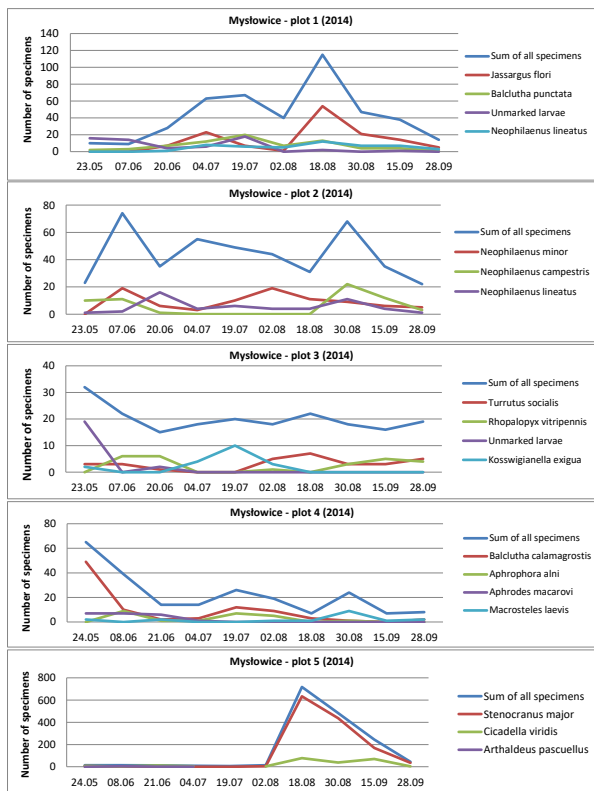 Mysłowice - plot 1 (2014)
Number of specimens
140
120
100
80
60
40
20
0
23.05 07.06 20.06 04.07 19.07 02.08 18.08 30.08 15.09 28.09
Sum of all specimens
Jassargus flori
Balclutha punctata
Unmarked larvae
Neophilaenus lineatus
Mysłowice - plot 2 (2014)
Number of specimens
80
60
40
20
0
23.05 07.06 20.06 04.07 19.07 02.08 18.08 30.08 15.09 28.09
Sum of all specimens
Neophilaenus minor
Neophilaenus campestris
Neophilaenus lineatus
Mysłowice - plot 3 (2014)
Number of specimens
40
30
20
10
0
23.05 07.06 20.06 04.07 19.07 02.08 18.08 30.08 15.09 28.09
Sum of all specimens
Turrutus socialis
Rhopalopyx vitripennis
Unmarked larvae
Kosswigianella exigua
Mysłowice - plot 4 (2014)
Number of specimens
80
60
40
20
0
24.05 08.06 21.06 04.07 19.07 02.08 18.08 30.08 15.09 28.09
Sum of all specimens
Balclutha calamagrostis
Aphrophora alni
Aphrodes macarovi
Macrosteles laevis
Mysłowice - plot 5 (2014)
Number of specimens
800
600
400
200
0
24.05 08.06 21.06 04.07 19.07 02.08 18.08 30.08 15.09 28.09
Sum of all specimens
Stenocranus major
Cicadella viridis
Arthaldeus pascuellus